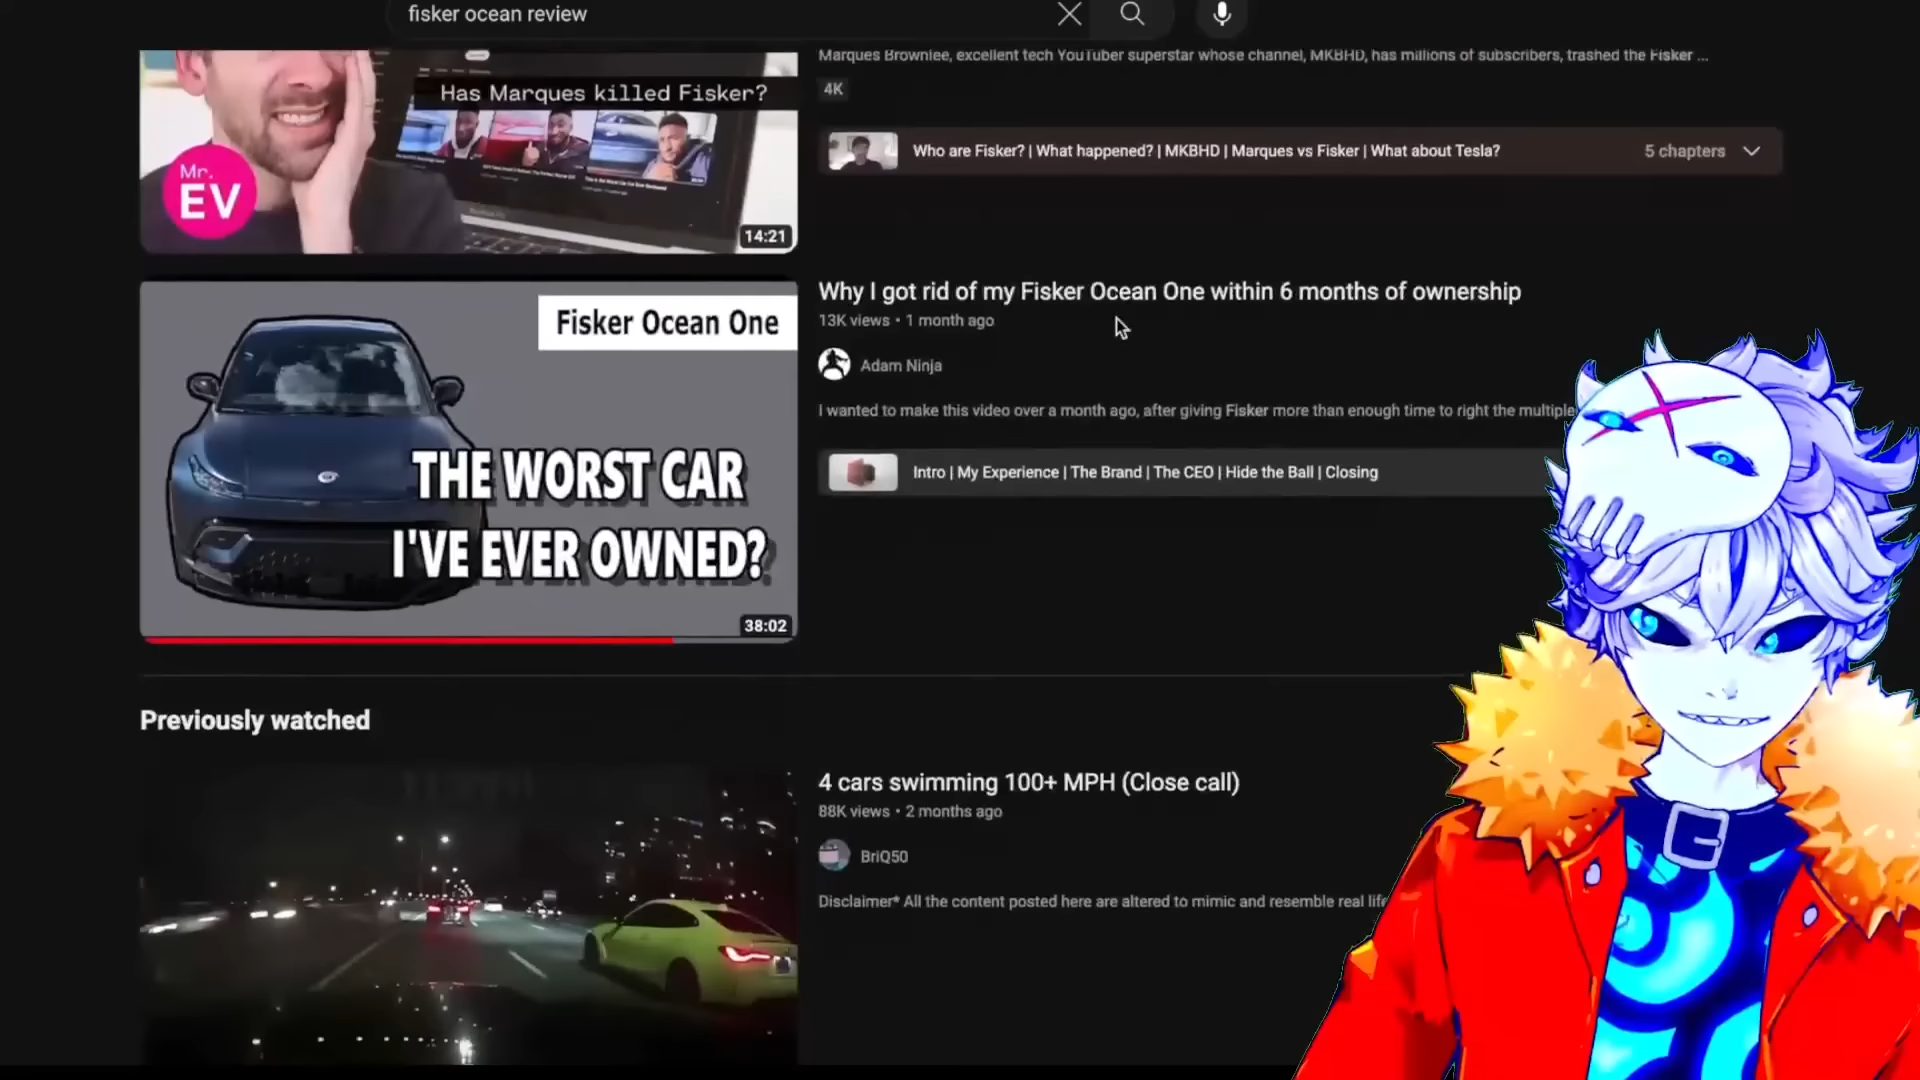 fisker ocean review
Marques Brownlee, excellent tech YouTuber superstar whose channel, MKBHD, has millions of subscribers, trashed the Fisker ...
4K
Has Marques killed Fisker?
Mr.
EV
14:21
Who are Fisker? | What happened? | MKBHD | Marques vs Fisker | What about Tesla?
5 chapters
Fisker Ocean One
THE WORST CAR
I'VE EVER OWNED?
38:02
Why I got rid of my Fisker Ocean One within 6 months of ownership
13K views • 1 month ago
Adam Ninja
I wanted to make this video over a month ago, after giving Fisker more than enough time to right the multiple
Intro | My Experience | The Brand | The CEO | Hide the Ball | Closing
Previously watched
4 cars swimming 100+ MPH (Close call)
88K views • 2 months ago
BriQ50
Disclaimer* All the content posted here are altered to mimic and resemble real life